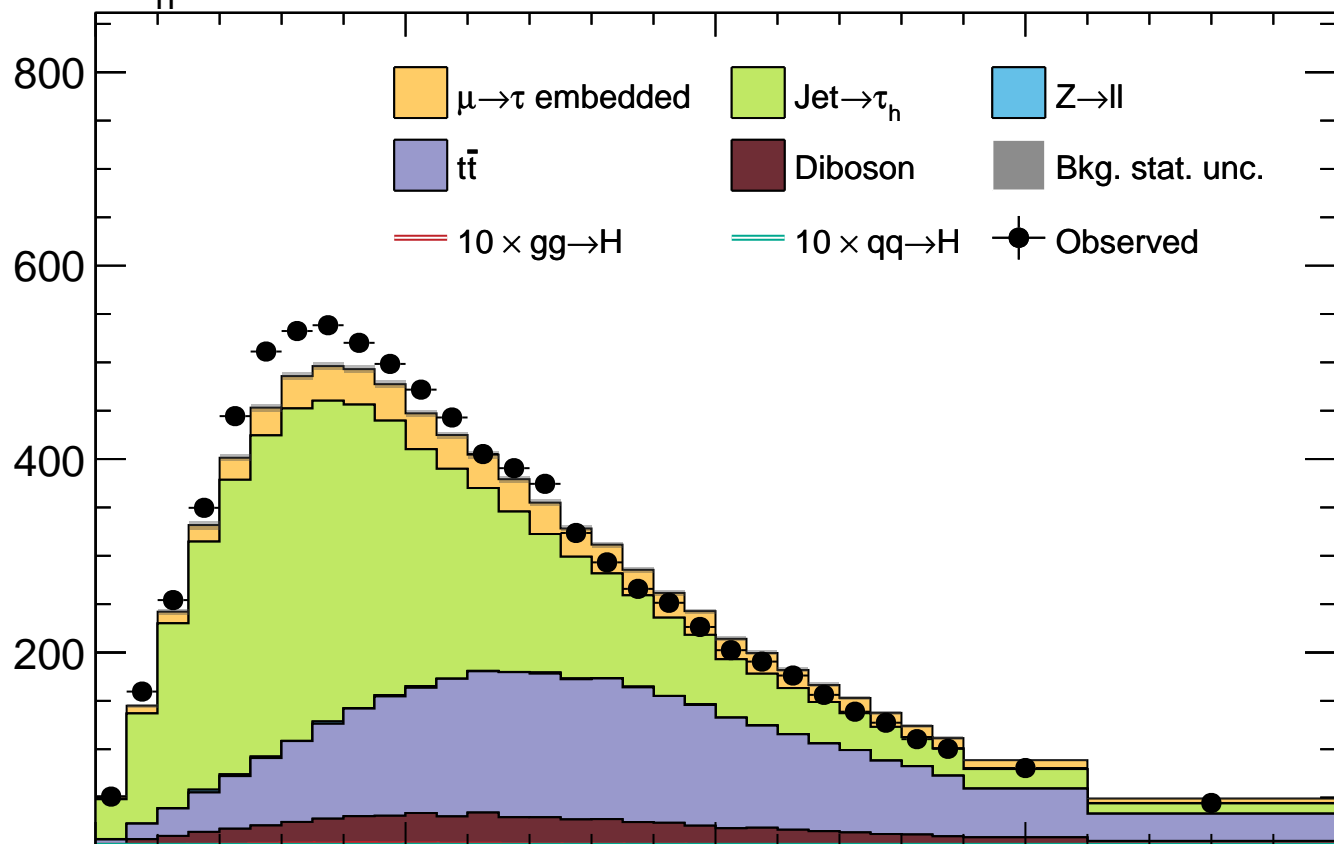 800
μ→τ embedded Jet→τh Z→ll
tt̄ Diboson Bkg. stat. unc.
10 × gg→H 10 × qq→H Observed
600
400
200